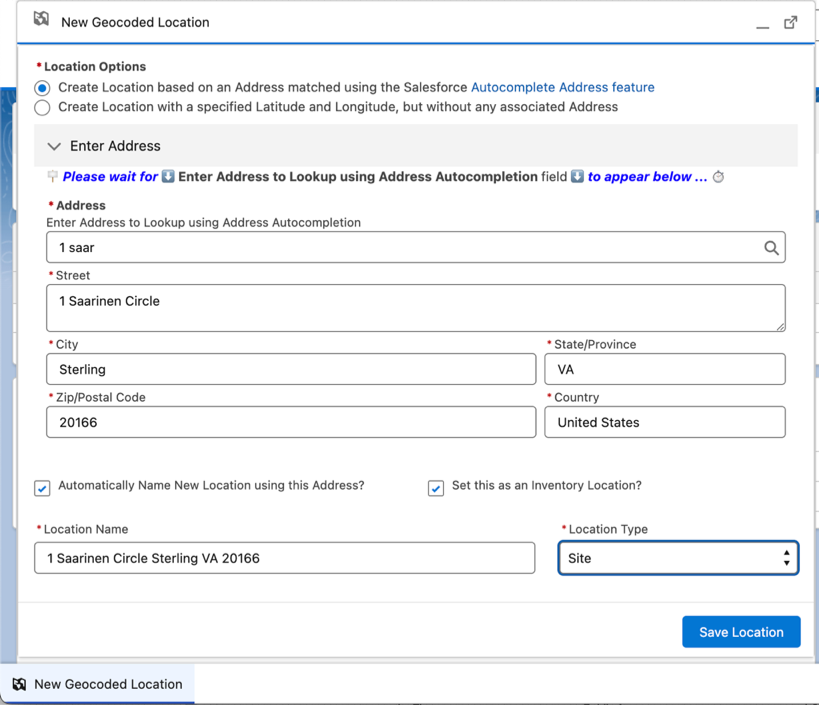 New Geocoded Location
* Location Options
Create Location based on an Address matched using the Salesforce Autocomplete Address feature
Create Location with a specified Latitude and Longitude, but without any associated Address
Enter Address
Please wait for ⬇️ Enter Address to Lookup using Address Autocompletion field ⬇️ to appear below ... ⏱️
* Address
Enter Address to Lookup using Address Autocompletion
1 saar
* Street
1 Saarinen Circle
* City * State/Province
Sterling VA
* Zip/Postal Code * Country
20166 United States
Automatically Name New Location using this Address? Set this as an Inventory Location?
* Location Name * Location Type
1 Saarinen Circle Sterling VA 20166 Site
Save Location
New Geocoded Location